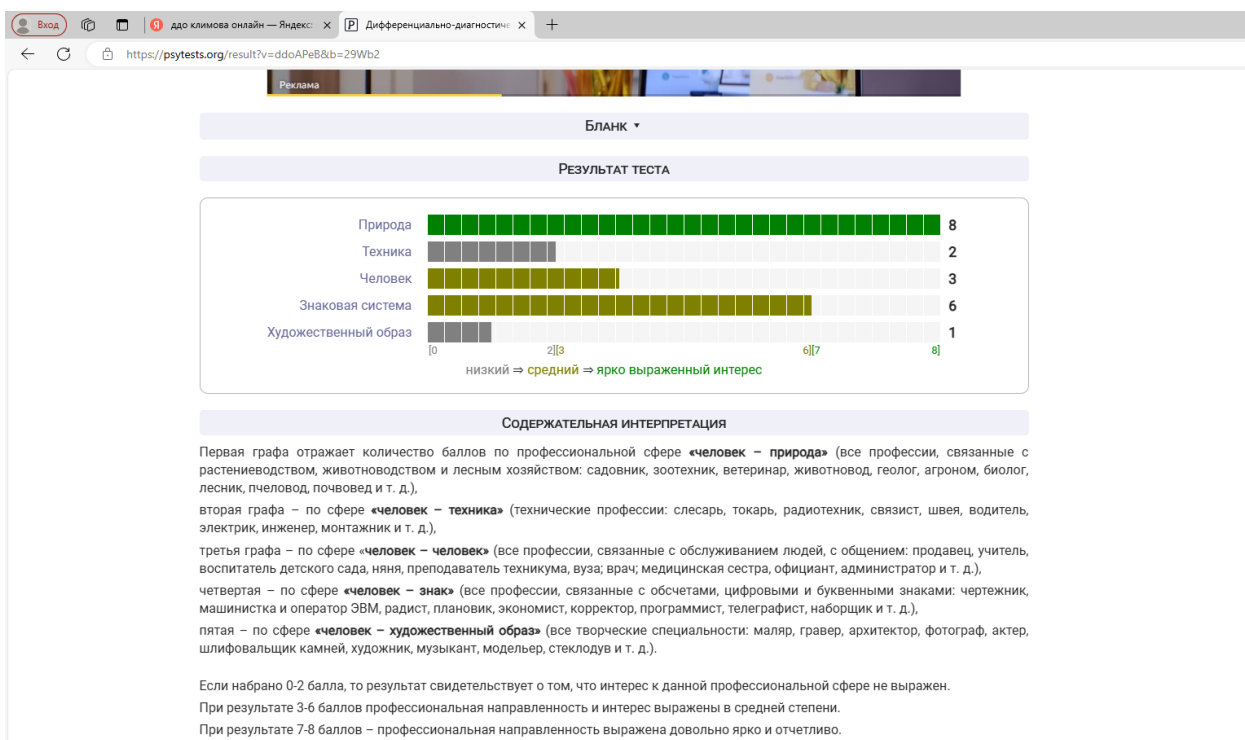 Вход
ддо климова онлайн — Яндекс:
Дифференциально-диагностиче
https://psytests.org/result?v=ddoAPeB&b=29Wb2
Реклама
Бланк ▾
Результат теста
Природа 8
Техника 2
Человек 3
Знаковая система 6
Художественный образ 1
[0 2][3 6][7 8]
низкий ⇒ средний ⇒ ярко выраженный интерес
Содержательная интерпретация
Первая графа отражает количество баллов по профессиональной сфере «человек – природа» (все профессии, связанные с
растениеводством, животноводством и лесным хозяйством: садовник, зоотехник, ветеринар, животновод, геолог, агроном, биолог,
лесник, пчеловод, почвовед и т. д.),
вторая графа – по сфере «человек – техника» (технические профессии: слесарь, токарь, радиотехник, связист, швея, водитель,
электрик, инженер, монтажник и т. д.),
третья графа – по сфере «человек – человек» (все профессии, связанные с обслуживанием людей, с общением: продавец, учитель,
воспитатель детского сада, няня, преподаватель техникума, вуза; врач; медицинская сестра, официант, администратор и т. д.),
четвертая – по сфере «человек – знак» (все профессии, связанные с обсчетами, цифровыми и буквенными знаками: чертежник,
машинистка и оператор ЭВМ, радист, плановик, экономист, корректор, программист, телеграфист, наборщик и т. д.),
пятая – по сфере «человек – художественный образ» (все творческие специальности: маляр, гравер, архитектор, фотограф, актер,
шлифовальщик камней, художник, музыкант, модельер, стеклодув и т. д.).
Если набрано 0-2 балла, то результат свидетельствует о том, что интерес к данной профессиональной сфере не выражен.
При результате 3-6 баллов профессиональная направленность и интерес выражены в средней степени.
При результате 7-8 баллов – профессиональная направленность выражена довольно ярко и отчетливо.